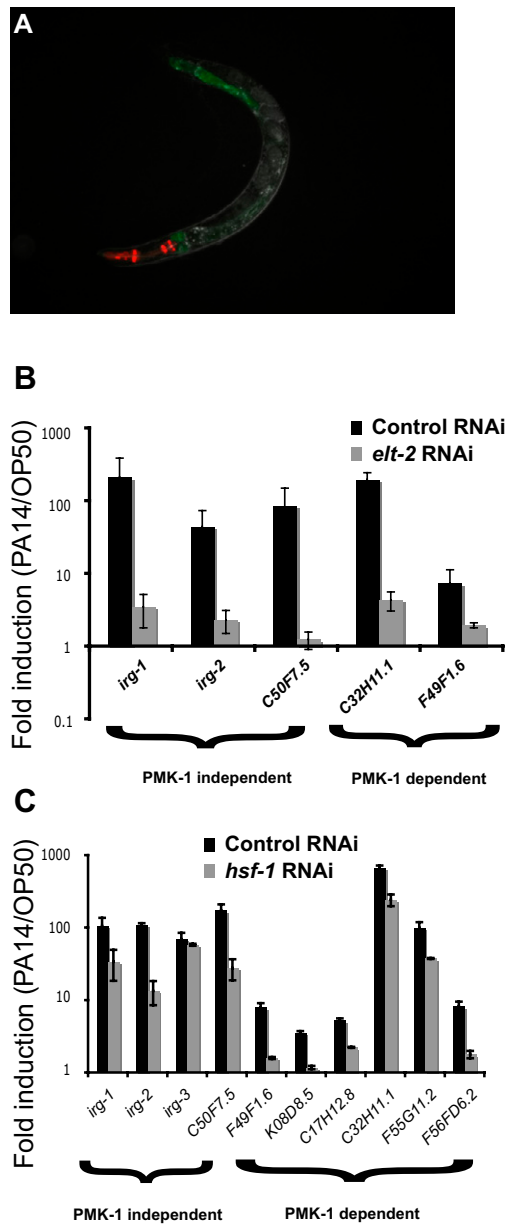 A
B
Fold induction (PA14/OP50)
1000
100
10
1
0.1
Control RNAi
elt-2 RNAi
irg-1
irg-2
C50F7.5
C32H11.1
F49F1.6
PMK-1 independent
PMK-1 dependent
C
Fold induction (PA14/OP50)
1000
100
10
1
Control RNAi
hsf-1 RNAi
irg-1
irg-2
irg-3
C50F7.5
F49F1.6
K08D8.5
C17H12.8
C32H11.1
F55G11.2
F56FD6.2
PMK-1 independent
PMK-1 dependent